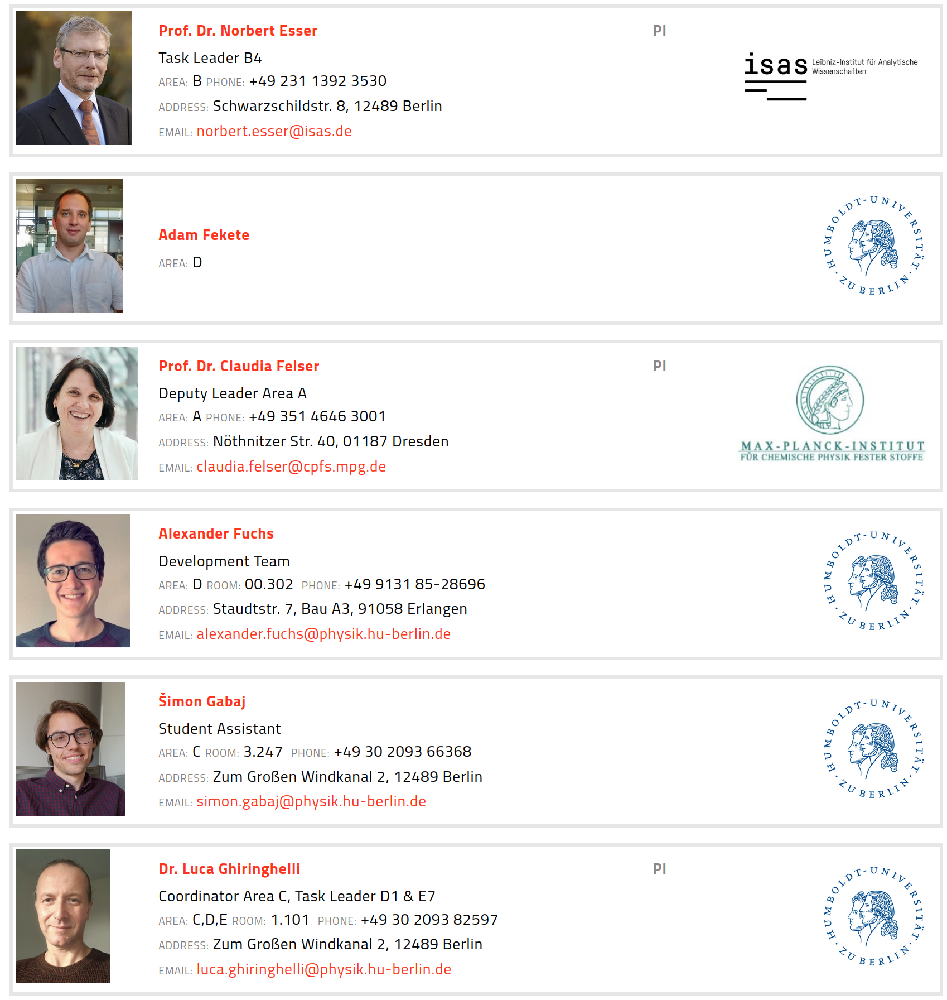 Prof. Dr. Norbert Esser
PI
Task Leader B4
AREA: B PHONE: +49 231 1392 3530
ADDRESS: Schwarzschildstr. 8, 12489 Berlin
EMAIL: norbert.esser@isas.de
isas Leibniz-Institut für Analytische
Wissenschaften
Adam Fekete
AREA: D
HUMBOLDT-UNIVERSITÄT · ZU BERLIN ·
Prof. Dr. Claudia Felser
PI
Deputy Leader Area A
AREA: A PHONE: +49 351 4646 3001
ADDRESS: Nöthnitzer Str. 40, 01187 Dresden
EMAIL: claudia.felser@cpfs.mpg.de
MAX-PLANCK-INSTITUT
FÜR CHEMISCHE PHYSIK FESTER STOFFE
Alexander Fuchs
Development Team
AREA: D ROOM: 00.302 PHONE: +49 9131 85-28696
ADDRESS: Staudtstr. 7, Bau A3, 91058 Erlangen
EMAIL: alexander.fuchs@physik.hu-berlin.de
HUMBOLDT-UNIVERSITÄT · ZU BERLIN ·
Šimon Gabaj
Student Assistant
AREA: C ROOM: 3.247 PHONE: +49 30 2093 66368
ADDRESS: Zum Großen Windkanal 2, 12489 Berlin
EMAIL: simon.gabaj@physik.hu-berlin.de
HUMBOLDT-UNIVERSITÄT · ZU BERLIN ·
Dr. Luca Ghiringhelli
PI
Coordinator Area C, Task Leader D1 & E7
AREA: C,D,E ROOM: 1.101 PHONE: +49 30 2093 82597
ADDRESS: Zum Großen Windkanal 2, 12489 Berlin
EMAIL: luca.ghiringhelli@physik.hu-berlin.de
HUMBOLDT-UNIVERSITÄT · ZU BERLIN ·